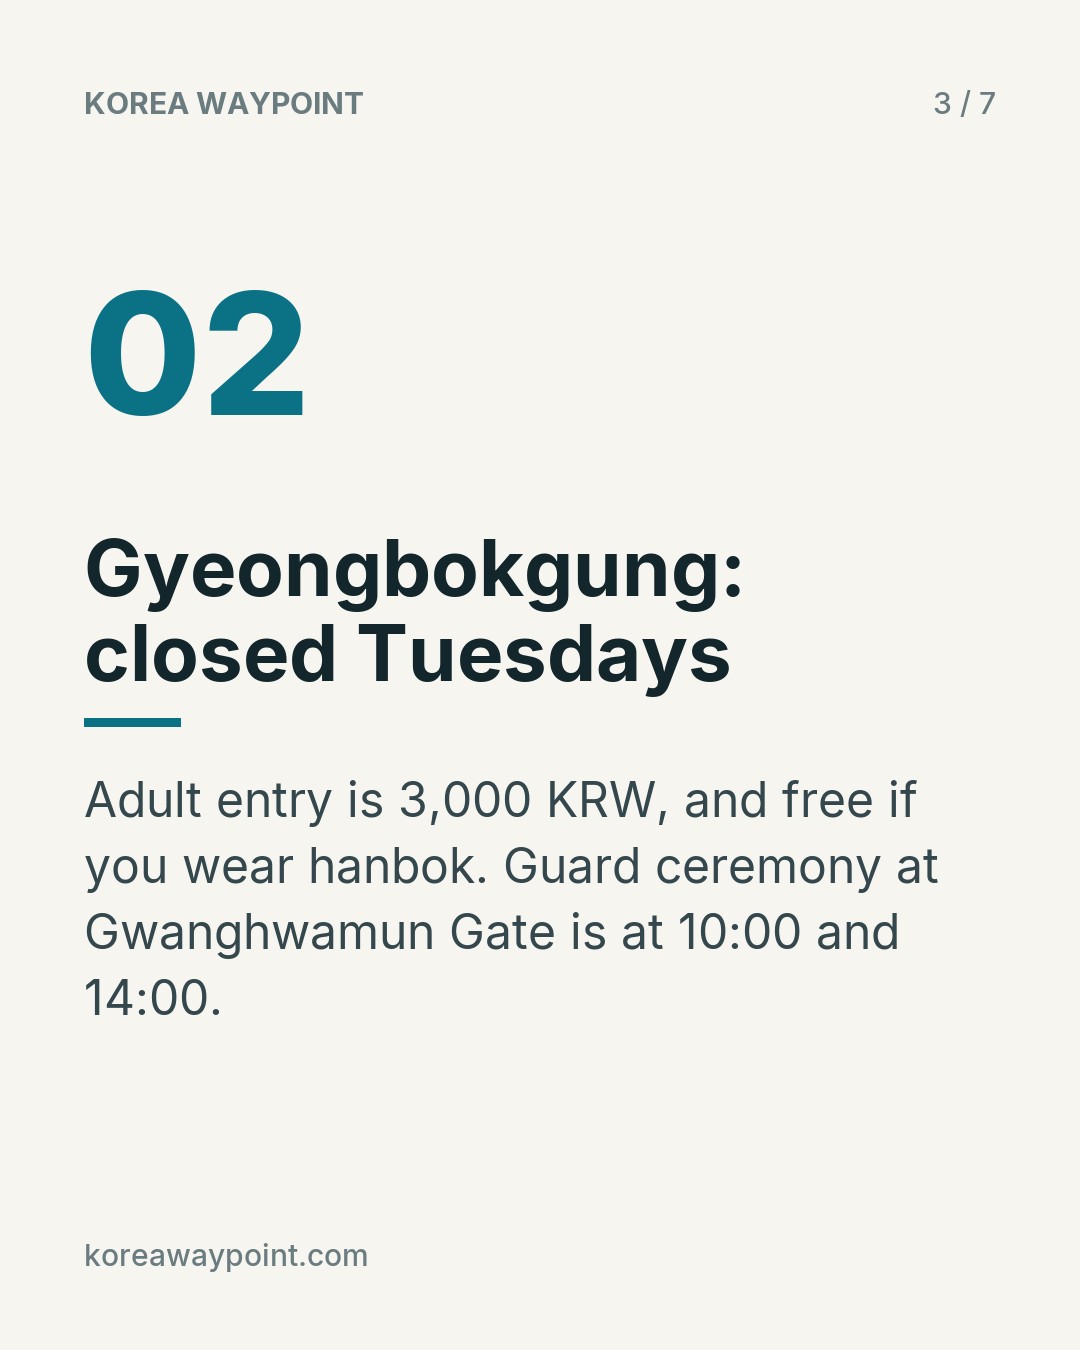 KOREA WAYPOINT
3 / 7
02
Gyeongbokgung:
closed Tuesdays
Adult entry is 3,000 KRW, and free if
you wear hanbok. Guard ceremony at
Gwanghwamun Gate is at 10:00 and
14:00.
koreawaypoint.com